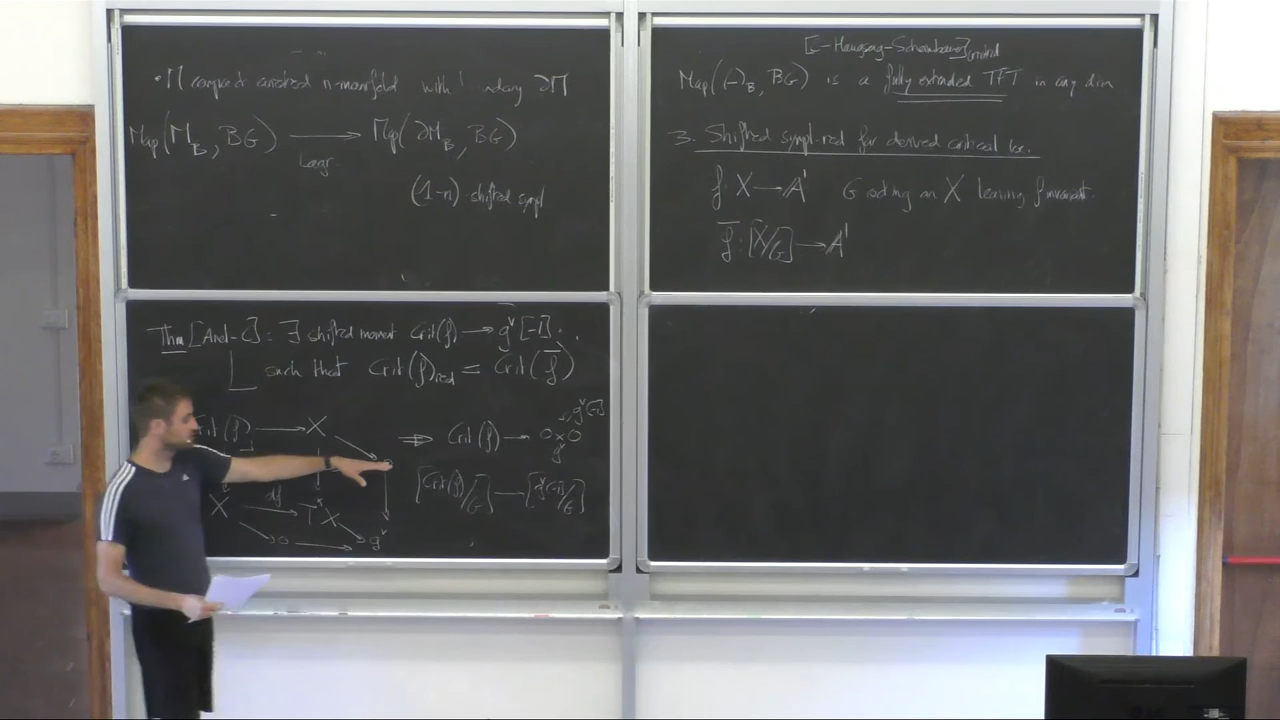 • M compact oriented n-manifold with boundary ∂M
Map(M_B, BG) ⟶ Map(∂M_B, BG)
Lagr.
(1-n)-shifted sympl
Thm [Anel-C]: ∃ shifted moment Crit(f) ⟶ g^∨[-1].
such that Crit(f)_red = Crit(f̄)
Crit(f) ⟶ X
X ⟶ T*X
df
0 ⟶ g^∨
⇒ Crit(f) → 0 × 0
g^∨
g^∨[-1]
[Crit(f)/G] — [g^∨[-1]/G]
[C-Haugseng-Scheimbauer]
Map((-)_B, BG) is a fully extended TFT in any dim
3. Shifted sympl-red for derived critical loc.
f: X ⟶ A¹ G acting on X leaving f invariant.
f̄: [X/G] ⟶ A¹